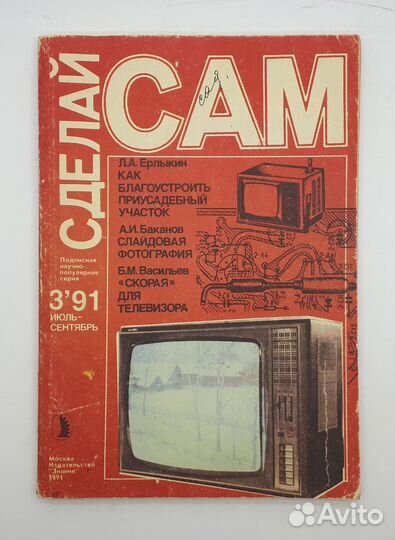 СДЕЛАЙ
САМ
Л.А. Ерлыкин
КАК
БЛАГОУСТРОИТЬ
ПРИУСАДЕБНЫЙ
УЧАСТОК
А.И. Баканов
СЛАЙДОВАЯ
ФОТОГРАФИЯ
Б.М. Васильев
«СКОРАЯ»
ДЛЯ
ТЕЛЕВИЗОРА
Подписная
научно-
популярная
серия
3'91
ИЮЛЬ-
СЕНТЯБРЬ
Москва
Издательство
"Знание"
1991
Avito